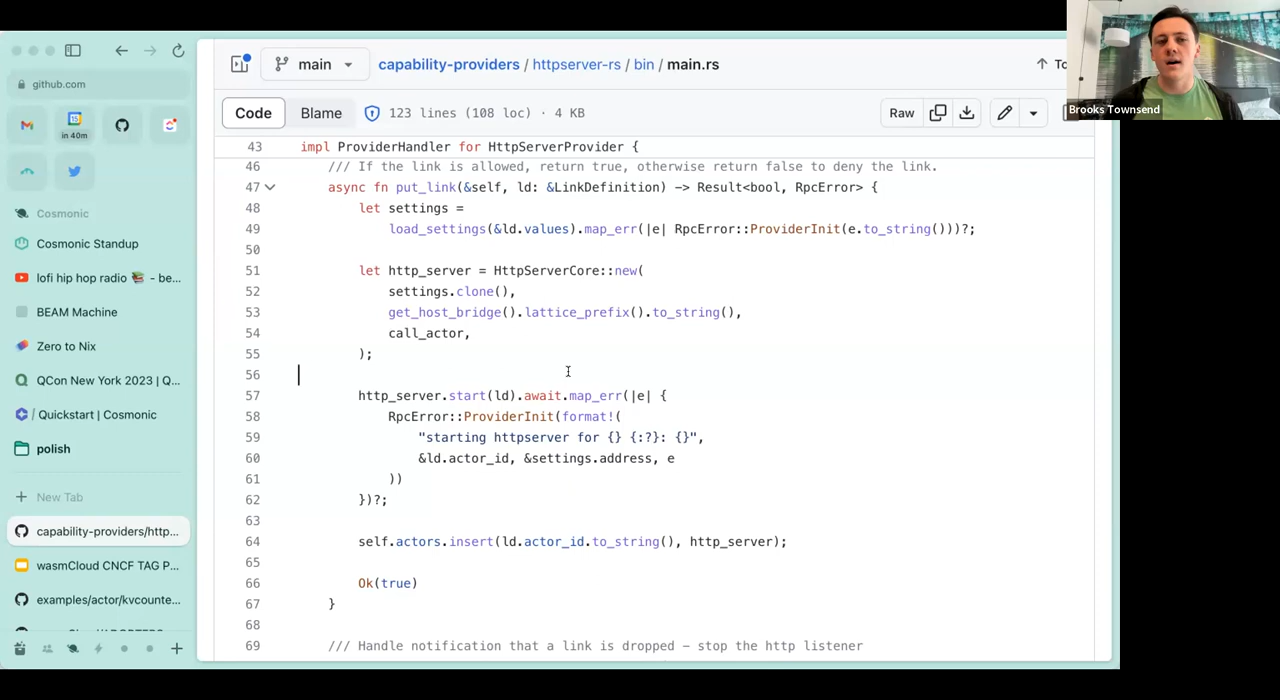 github.com
15
in 40m
Cosmonic
Cosmonic Standup
lofi hip hop radio 📚 - be...
BEAM Machine
Zero to Nix
QCon New York 2023 | Q...
/ Quickstart | Cosmonic
polish
New Tab
capability-providers/http...
wasmCloud CNCF TAG P...
examples/actor/kvcounte...
main
capability-providers / httpserver-rs / bin / main.rs
To
Brooks Townsend
Code
Blame
123 lines (108 loc) · 4 KB
Raw
43 impl ProviderHandler for HttpServerProvider {
46 /// If the link is allowed, return true, otherwise return false to deny the link.
47 async fn put_link(&self, ld: &LinkDefinition) -> Result<bool, RpcError> {
48 let settings =
49 load_settings(&ld.values).map_err(|e| RpcError::ProviderInit(e.to_string()))?;
50
51 let http_server = HttpServerCore::new(
52 settings.clone(),
53 get_host_bridge().lattice_prefix().to_string(),
54 call_actor,
55 );
56
57 http_server.start(ld).await.map_err(|e| {
58 RpcError::ProviderInit(format!(
59 "starting httpserver for {} {:?}: {}",
60 &ld.actor_id, &settings.address, e
61 ))
62 })?;
63
64 self.actors.insert(ld.actor_id.to_string(), http_server);
65
66 Ok(true)
67 }
68
69 /// Handle notification that a link is dropped – stop the http listener